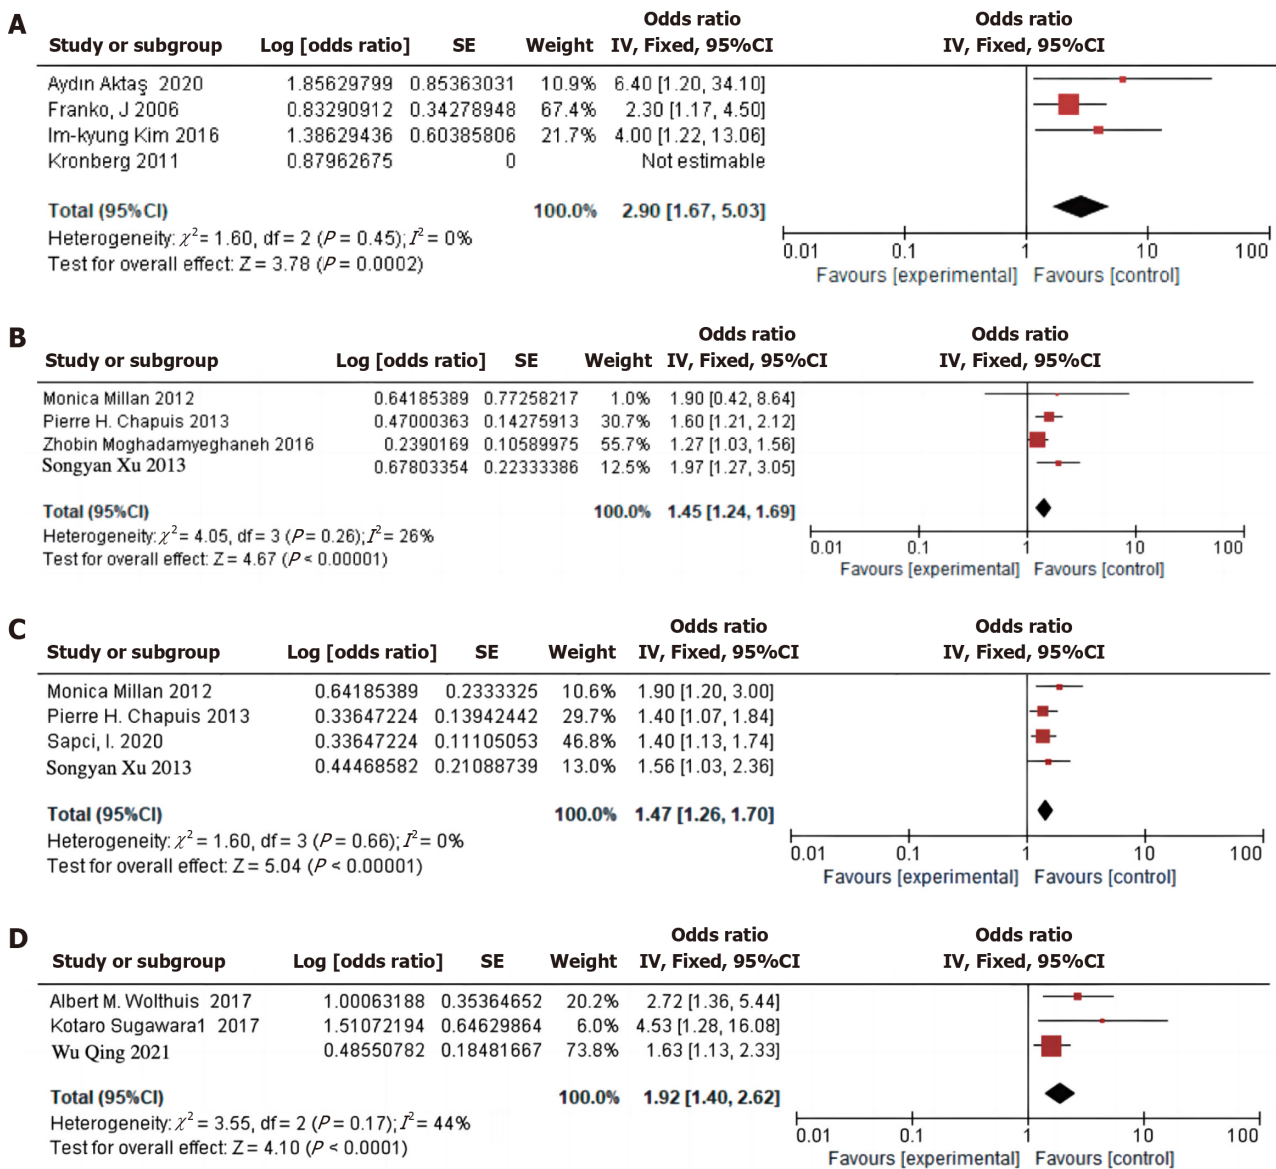 A
Odds ratio Odds ratio
Study or subgroup Log [odds ratio] SE Weight IV, Fixed, 95%CI IV, Fixed, 95%CI
Aydın Aktaş 2020 1.85629799 0.85363031 10.9% 6.40 [1.20, 34.10]
Franko, J 2006 0.83290912 0.34278948 67.4% 2.30 [1.17, 4.50]
Im-kyung Kim 2016 1.38629436 0.60385806 21.7% 4.00 [1.22, 13.06]
Kronberg 2011 0.87962675 0 Not estimable
Total (95%CI) 100.0% 2.90 [1.67, 5.03]
Heterogeneity: χ² = 1.60, df = 2 (P = 0.45); I² = 0%
Test for overall effect: Z = 3.78 (P = 0.0002)
0.01 0.1 1 10 100
Favours [experimental] Favours [control]
B
Odds ratio Odds ratio
Study or subgroup Log [odds ratio] SE Weight IV, Fixed, 95%CI IV, Fixed, 95%CI
Monica Millan 2012 0.64185389 0.77258217 1.0% 1.90 [0.42, 8.64]
Pierre H. Chapuis 2013 0.47000363 0.14275913 30.7% 1.60 [1.21, 2.12]
Zhobin Moghadamyeghaneh 2016 0.2390169 0.10589975 55.7% 1.27 [1.03, 1.56]
Songyan Xu 2013 0.67803354 0.22333386 12.5% 1.97 [1.27, 3.05]
Total (95%CI) 100.0% 1.45 [1.24, 1.69]
Heterogeneity: χ² = 4.05, df = 3 (P = 0.26); I² = 26%
Test for overall effect: Z = 4.67 (P < 0.00001)
0.01 0.1 1 10 100
Favours [experimental] Favours [control]
C
Odds ratio Odds ratio
Study or subgroup Log [odds ratio] SE Weight IV, Fixed, 95%CI IV, Fixed, 95%CI
Monica Millan 2012 0.64185389 0.2333325 10.6% 1.90 [1.20, 3.00]
Pierre H. Chapuis 2013 0.33647224 0.13942442 29.7% 1.40 [1.07, 1.84]
Sapci, I. 2020 0.33647224 0.11105053 46.8% 1.40 [1.13, 1.74]
Songyan Xu 2013 0.44468582 0.21088739 13.0% 1.56 [1.03, 2.36]
Total (95%CI) 100.0% 1.47 [1.26, 1.70]
Heterogeneity: χ² = 1.60, df = 3 (P = 0.66); I² = 0%
Test for overall effect: Z = 5.04 (P < 0.00001)
0.01 0.1 1 10 100
Favours [experimental] Favours [control]
D
Odds ratio Odds ratio
Study or subgroup Log [odds ratio] SE Weight IV, Fixed, 95%CI IV, Fixed, 95%CI
Albert M. Wolthuis 2017 1.00063188 0.35364652 20.2% 2.72 [1.36, 5.44]
Kotaro Sugawara1 2017 1.51072194 0.64629864 6.0% 4.53 [1.28, 16.08]
Wu Qing 2021 0.48550782 0.18481667 73.8% 1.63 [1.13, 2.33]
Total (95%CI) 100.0% 1.92 [1.40, 2.62]
Heterogeneity: χ² = 3.55, df = 2 (P = 0.17); I² = 44%
Test for overall effect: Z = 4.10 (P < 0.0001)
0.01 0.1 1 10 100
Favours [experimental] Favours [control]